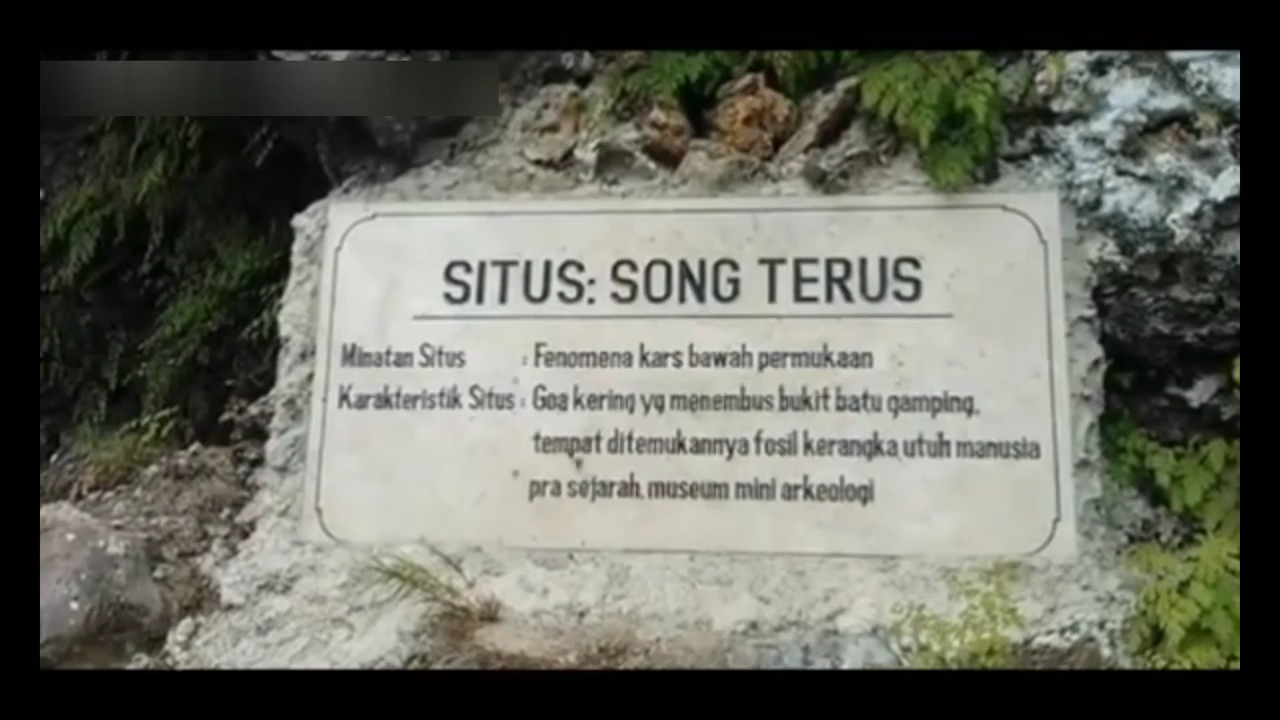 SITUS: SONG TERUS
Minatan Situs : Fenomena kars bawah permukaan
Karakteristik Situs : Goa kering yg menembus bukit batu gamping,
tempat ditemukannya fosil kerangka utuh manusia
pra sejarah, museum mini arkeologi